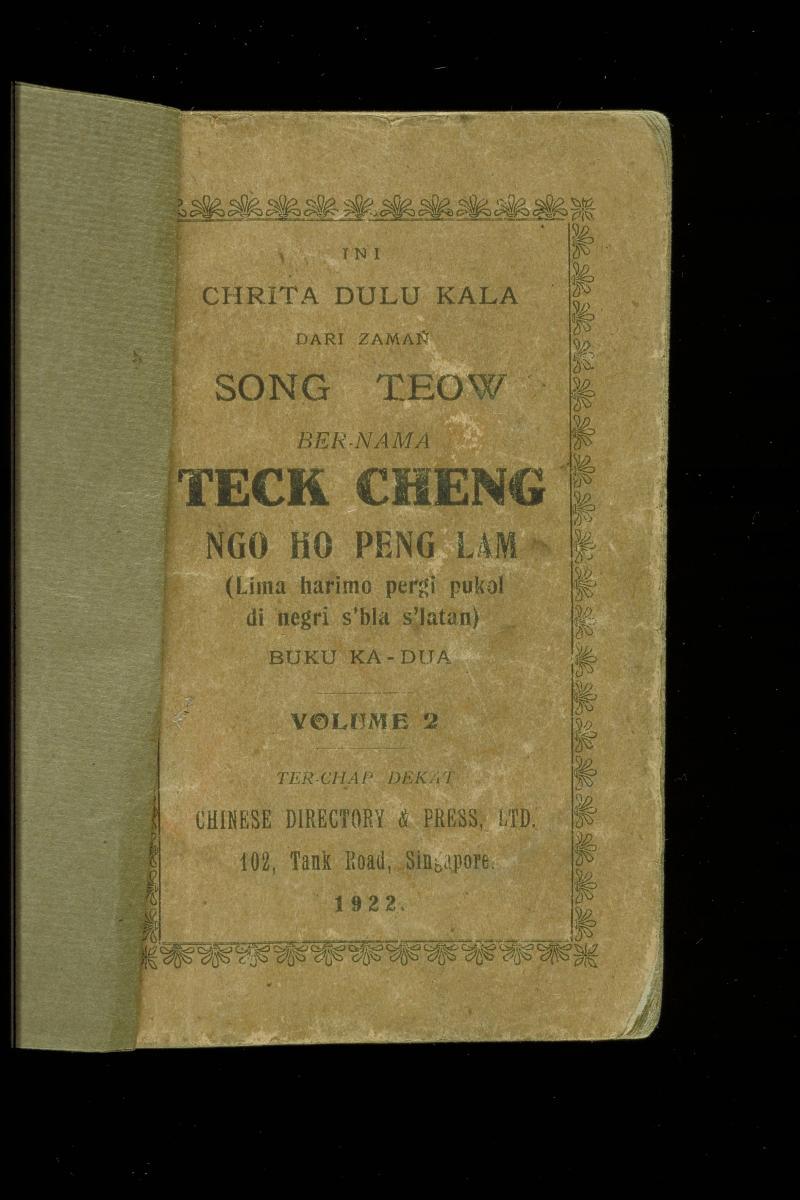 INI
CHRITA DULU KALA
DARI ZAMAN
SONG TEOW
BER-NAMA
TECK CHENG
NGO HO PENG LAM
(Lima harimo pergi pukol
di negri s'bla s'latan)
BUKU KA-DUA
VOLUME 2
TER-CHAP DEKAT
CHINESE DIRECTORY & PRESS, LTD.
102, Tank Road, Singapore.
1922.